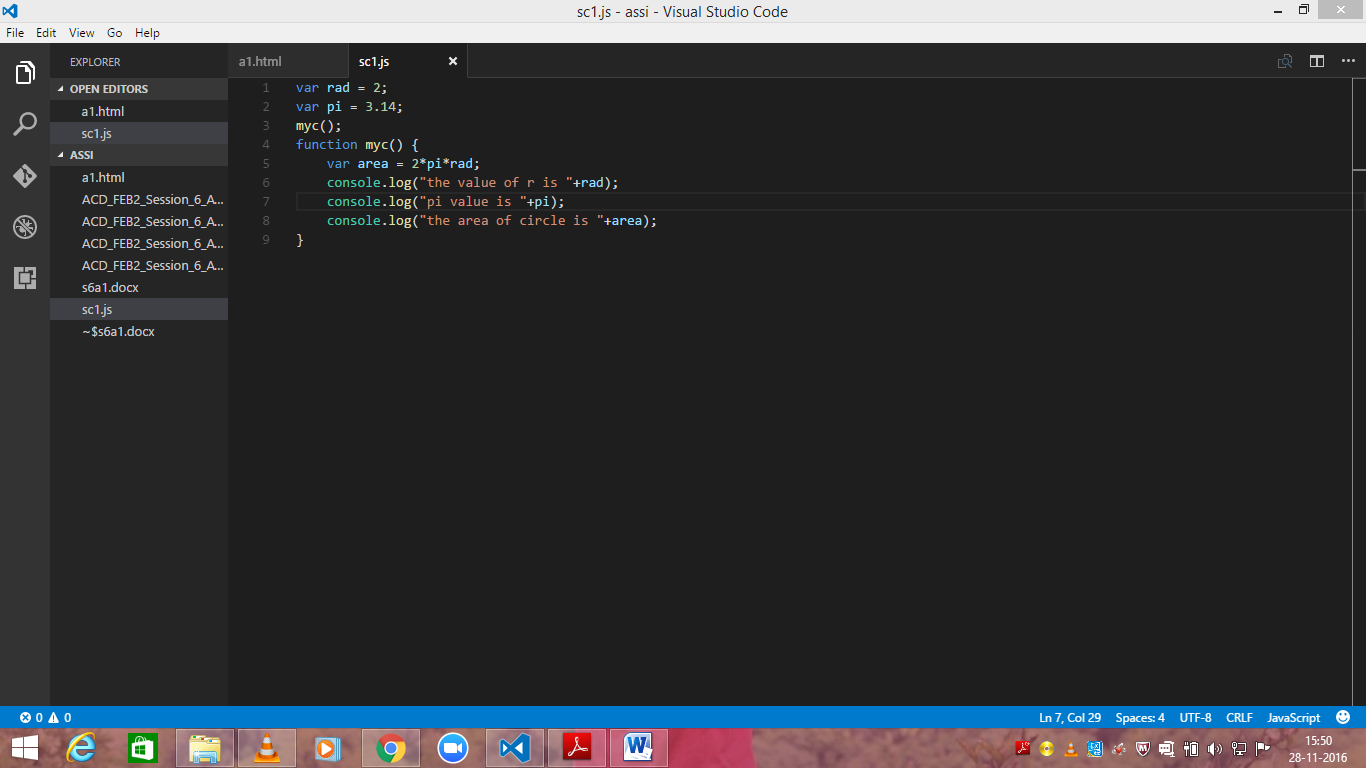 sc1.js - assi - Visual Studio Code
File Edit View Go Help
EXPLORER
OPEN EDITORS
a1.html
sc1.js
ASSI
a1.html
ACD_FEB2_Session_6_A...
ACD_FEB2_Session_6_A...
ACD_FEB2_Session_6_A...
ACD_FEB2_Session_6_A...
s6a1.docx
sc1.js
~$s6a1.docx
a1.html sc1.js
1 var rad = 2;
2 var pi = 3.14;
3 myc();
4 function myc() {
5 var area = 2*pi*rad;
6 console.log("the value of r is "+rad);
7 console.log("pi value is "+pi);
8 console.log("the area of circle is "+area);
9 }
0 0 Ln 7, Col 29 Spaces: 4 UTF-8 CRLF JavaScript
15:50
28-11-2016